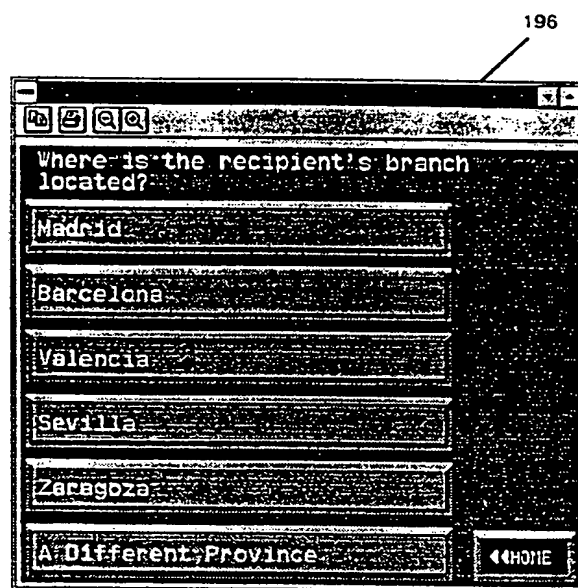 196
Where is the recipient's branch
located?
Madrid
Barcelona
Valencia
Sevilla
Zaragoza
A Different Province
◀◀HOME